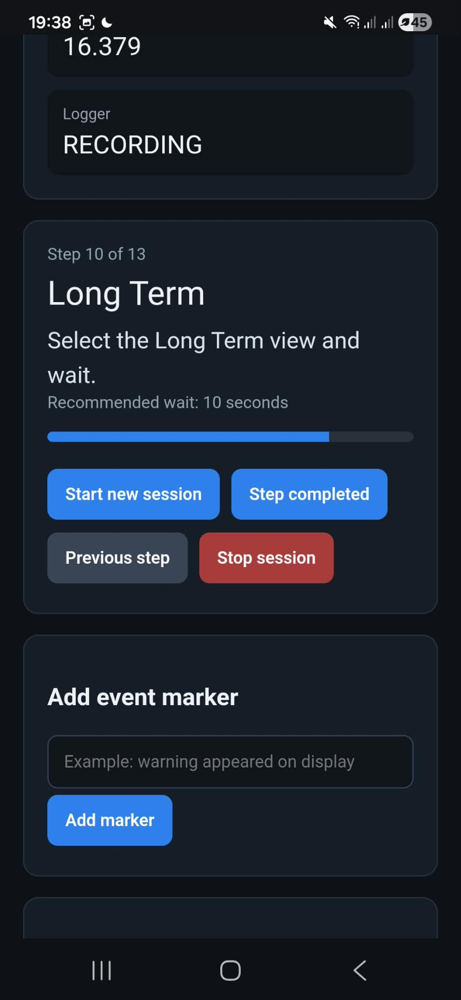 19:38
45
16.379
Logger
RECORDING
Step 10 of 13
Long Term
Select the Long Term view and
wait.
Recommended wait: 10 seconds
Start new session
Step completed
Previous step
Stop session
Add event marker
Example: warning appeared on display
Add marker